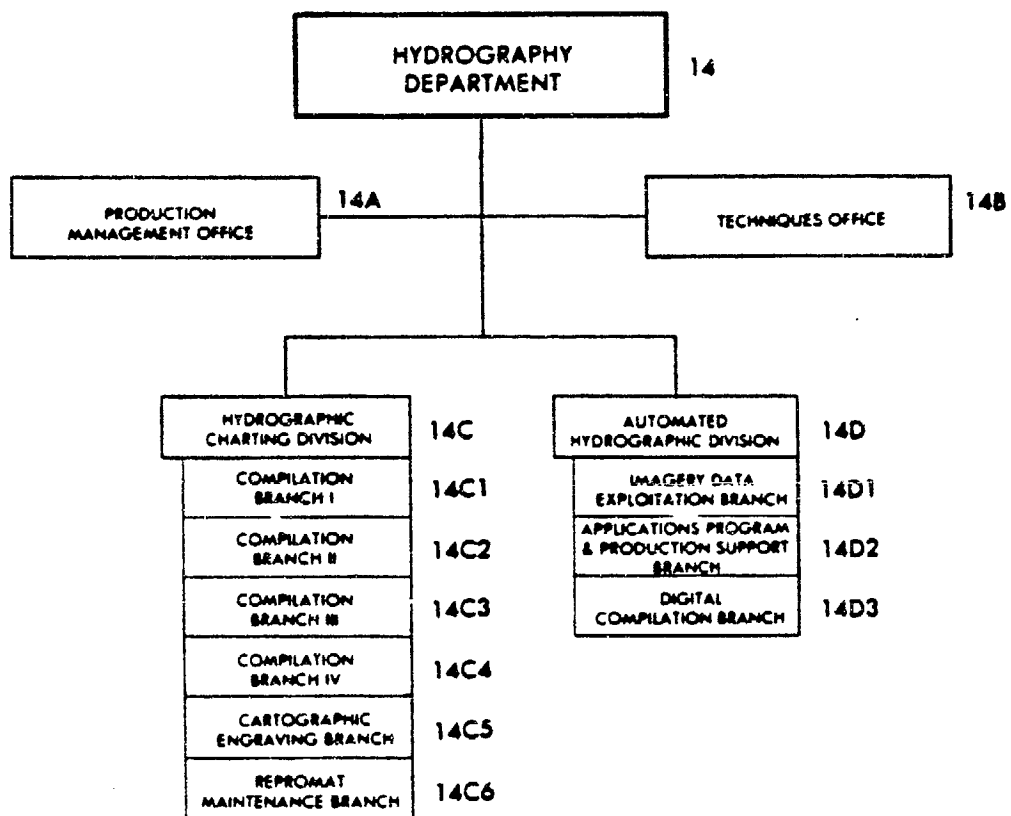 HYDROGRAPHY
DEPARTMENT
14
PRODUCTION
MANAGEMENT OFFICE
14A
TECHNIQUES OFFICE
14B
HYDROGRAPHIC
CHARTING DIVISION
14C
COMPILATION
BRANCH I
14C1
COMPILATION
BRANCH II
14C2
COMPILATION
BRANCH III
14C3
COMPILATION
BRANCH IV
14C4
CARTOGRAPHIC
ENGRAVING BRANCH
14C5
REPROMAT
MAINTENANCE BRANCH
14C6
AUTOMATED
HYDROGRAPHIC DIVISION
14D
IMAGERY DATA
EXPLOITATION BRANCH
14D1
APPLICATIONS PROGRAM
& PRODUCTION SUPPORT
BRANCH
14D2
DIGITAL
COMPILATION BRANCH
14D3